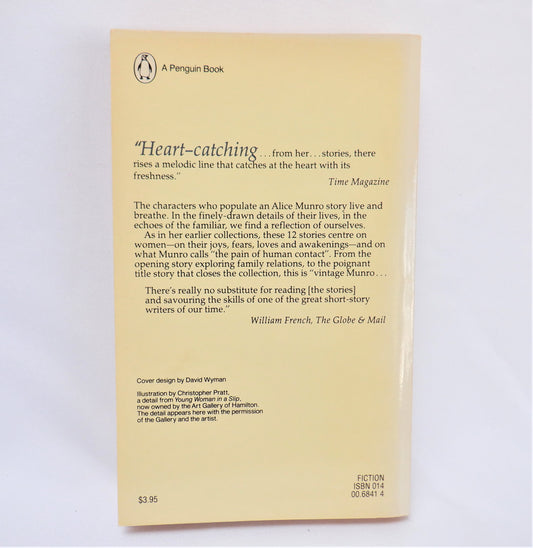 A Penguin Book
“Heart–catching ...from her...stories, there
rises a melodic line that catches at the heart with its
freshness.”
Time Magazine
The characters who populate an Alice Munro story live and
breathe. In the finely-drawn details of their lives, in the
echoes of the familiar, we find a reflection of ourselves.
As in her earlier collections, these 12 stories centre on
women—on their joys, fears, loves and awakenings—and on
what Munro calls “the pain of human contact”. From the
opening story exploring family relations, to the poignant
title story that closes the collection, this is “vintage Munro...
There's really no substitute for reading [the stories]
and savouring the skills of one of the great short-story
writers of our time.”
William French, The Globe & Mail
Cover design by David Wyman
Illustration by Christopher Pratt,
a detail from Young Woman in a Slip,
now owned by the Art Gallery of Hamilton.
The detail appears here with the permission
of the Gallery and the artist.
$3.95
FICTION
ISBN 014
00.6841 4